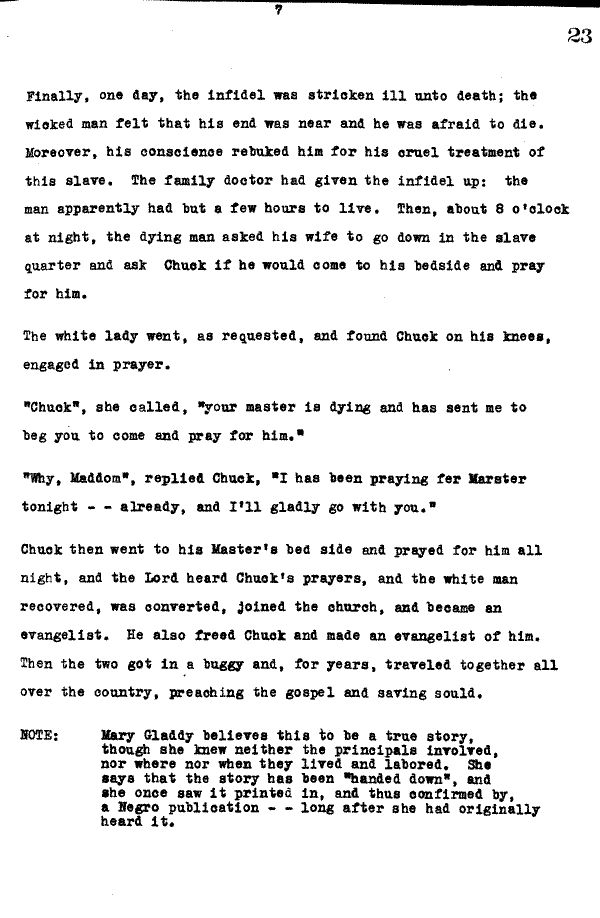 7
23
Finally, one day, the infidel was stricken ill unto death; the
wicked man felt that his end was near and he was afraid to die.
Moreover, his conscience rebuked him for his cruel treatment of
this slave.  The family doctor had given the infidel up:  the
man apparently had but a few hours to live.  Then, about 8 o'clock
at night, the dying man asked his wife to go down in the slave
quarter and ask  Chuck if he would come to his bedside and pray
for him.
The white lady went, as requested, and found Chuck on his knees,
engaged in prayer.
"Chuck", she called, "your master is dying and has sent me to
beg you to come and pray for him."
"Why, Maddom", replied Chuck, "I has been praying fer Marster
tonight - - already, and I'll gladly go with you."
Chuck then went to his Master's bed side and prayed for him all
night, and the Lord heard Chuck's prayers, and the white man
recovered, was converted, joined the church, and became an
evangelist.  He also freed Chuck and made an evangelist of him.
Then the two got in a buggy and, for years, traveled together all
over the country, preaching the gospel and saving sould.
NOTE:     Mary Gladdy believes this to be a true story,
though she knew neither the principals involved,
nor where nor when they lived and labored.  She
says that the story has been "handed down", and
she once saw it printed in, and thus confirmed by,
a Negro publication - - long after she had originally
heard it.